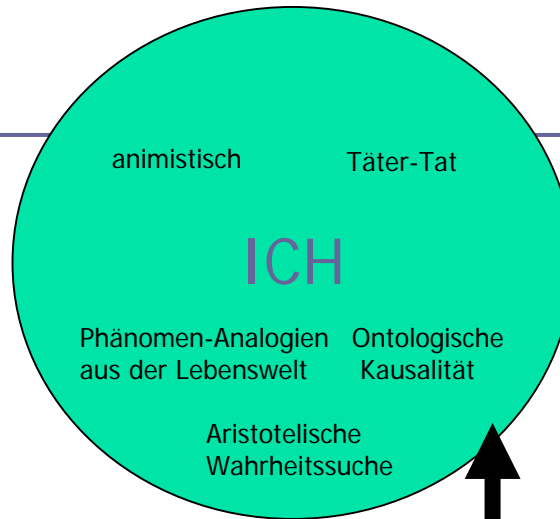 animistisch Täter-Tat
ICH
Phänomen-Analogien Ontologische
aus der Lebenswelt Kausalität
Aristotelische
Wahrheitssuche